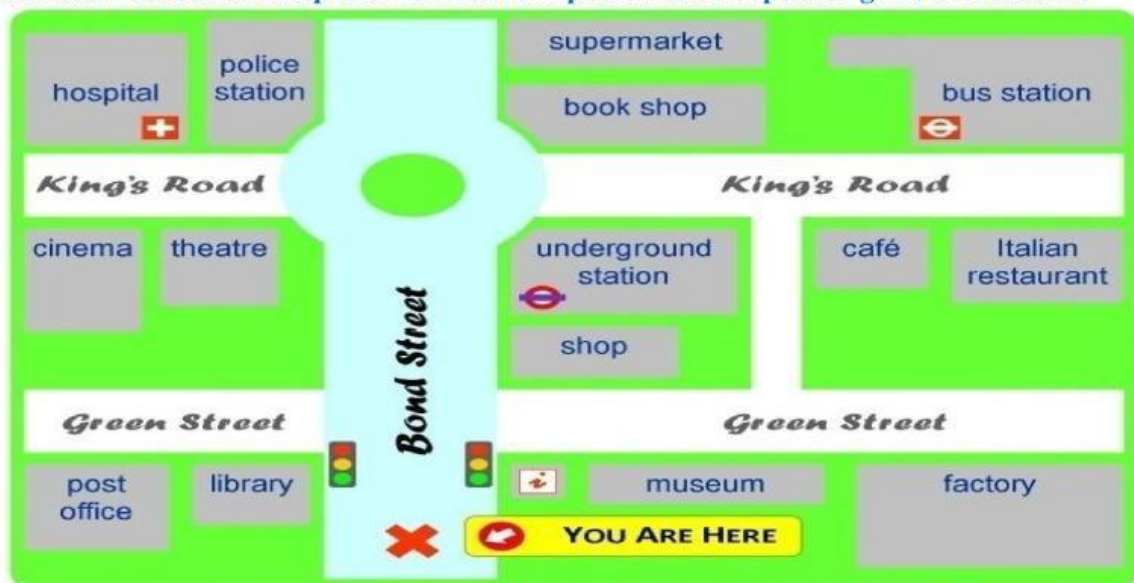 supermarket
police
station
hospital
book shop
bus station
King's Road
King's Road
cinema
theatre
underground
station
café
Italian
restaurant
shop
Bond Street
Green Street
Green Street
post
office
library
i
museum
factory
YOU ARE HERE